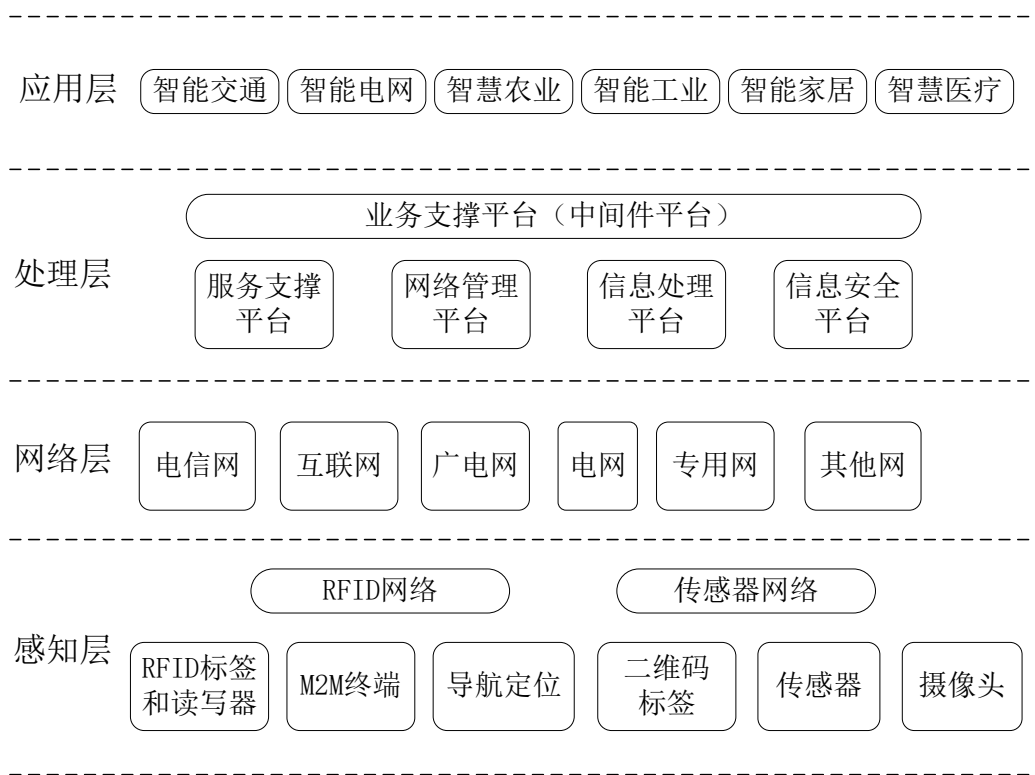 应用层
智能交通
智能电网
智慧农业
智能工业
智能家居
智慧医疗
业务支撑平台（中间件平台）
处理层
服务支撑
平台
网络管理
平台
信息处理
平台
信息安全
平台
网络层
电信网
互联网
广电网
电网
专用网
其他网
RFID网络
传感器网络
感知层
RFID标签
和读写器
M2M终端
导航定位
二维码
标签
传感器
摄像头